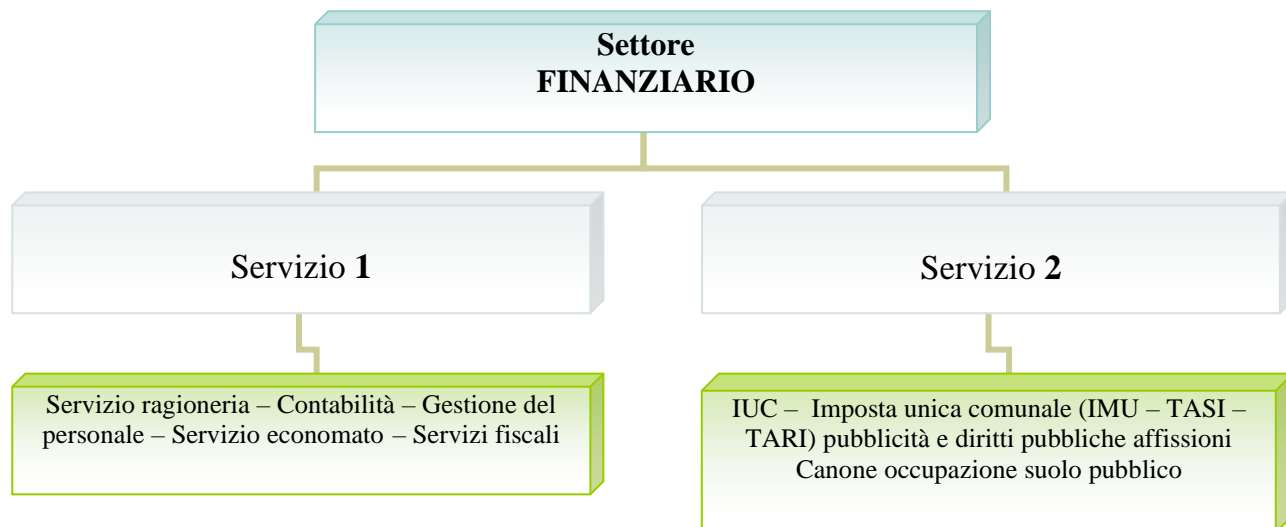 Settore
FINANZIARIO
Servizio 1
Servizio 2
Servizio ragioneria – Contabilità – Gestione del
personale – Servizio economato – Servizi fiscali
IUC –  Imposta unica comunale (IMU – TASI –
TARI) pubblicità e diritti pubbliche affissioni
Canone occupazione suolo pubblico